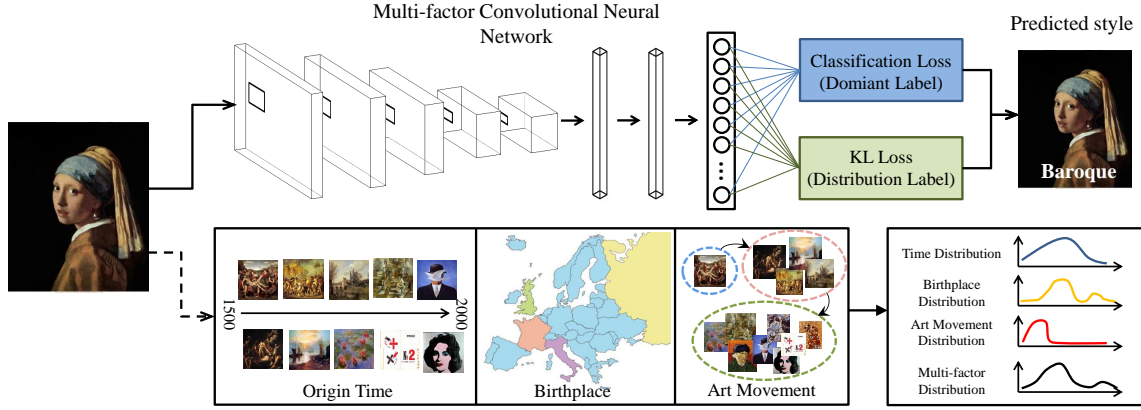 Multi-factor Convolutional Neural
Network
Predicted style
Classification Loss
(Domiant Label)
KL Loss
(Distribution Label)
Baroque
1500
2000
Origin Time
Birthplace
Art Movement
Time Distribution
Birthplace
Distribution
Art Movement
Distribution
Multi-factor
Distribution